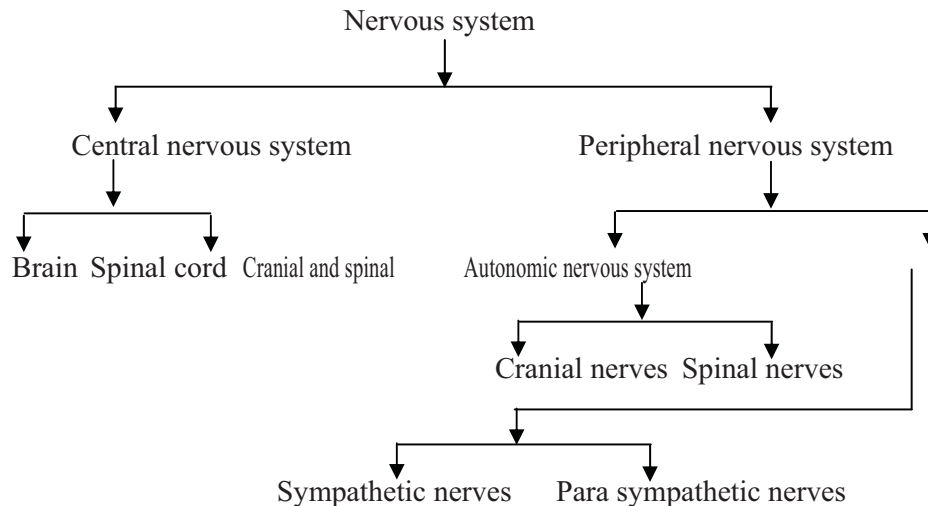 Nervous system
Central nervous system Peripheral nervous system
Brain Spinal cord Cranial and spinal Autonomic nervous system
Cranial nerves Spinal nerves
Sympathetic nerves Para sympathetic nerves